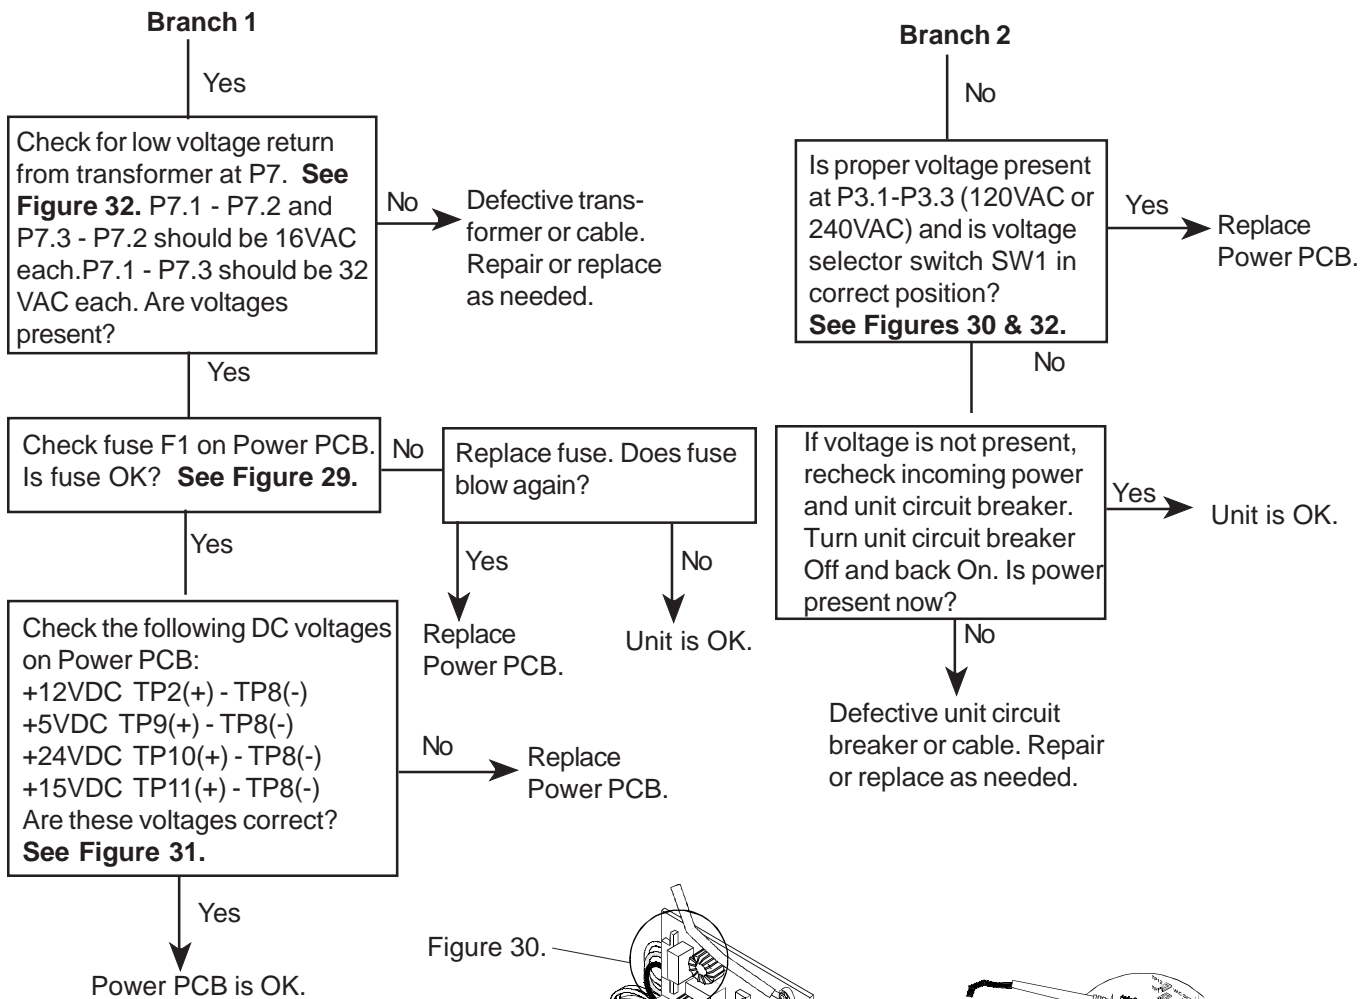 Branch 1
Yes
Check for low voltage return
from transformer at P7. See
Figure 32. P7.1 - P7.2 and
P7.3 - P7.2 should be 16VAC
each.P7.1 - P7.3 should be 32
VAC each. Are voltages
present?
No
Defective trans-
former or cable.
Repair or replace
as needed.
Yes
Check fuse F1 on Power PCB.
Is fuse OK? See Figure 29.
No
Replace fuse. Does fuse
blow again?
Yes
Replace
Power PCB.
No
Unit is OK.
Yes
Check the following DC voltages
on Power PCB:
+12VDC TP2(+) - TP8(-)
+5VDC TP9(+) - TP8(-)
+24VDC TP10(+) - TP8(-)
+15VDC TP11(+) - TP8(-)
Are these voltages correct?
See Figure 31.
No
Replace
Power PCB.
Yes
Power PCB is OK.
Branch 2
No
Is proper voltage present
at P3.1-P3.3 (120VAC or
240VAC) and is voltage
selector switch SW1 in
correct position?
See Figures 30 & 32.
Yes
Replace
Power PCB.
No
If voltage is not present,
recheck incoming power
and unit circuit breaker.
Turn unit circuit breaker
Off and back On. Is power
present now?
Yes
Unit is OK.
No
Defective unit circuit
breaker or cable. Repair
or replace as needed.
Figure 30.